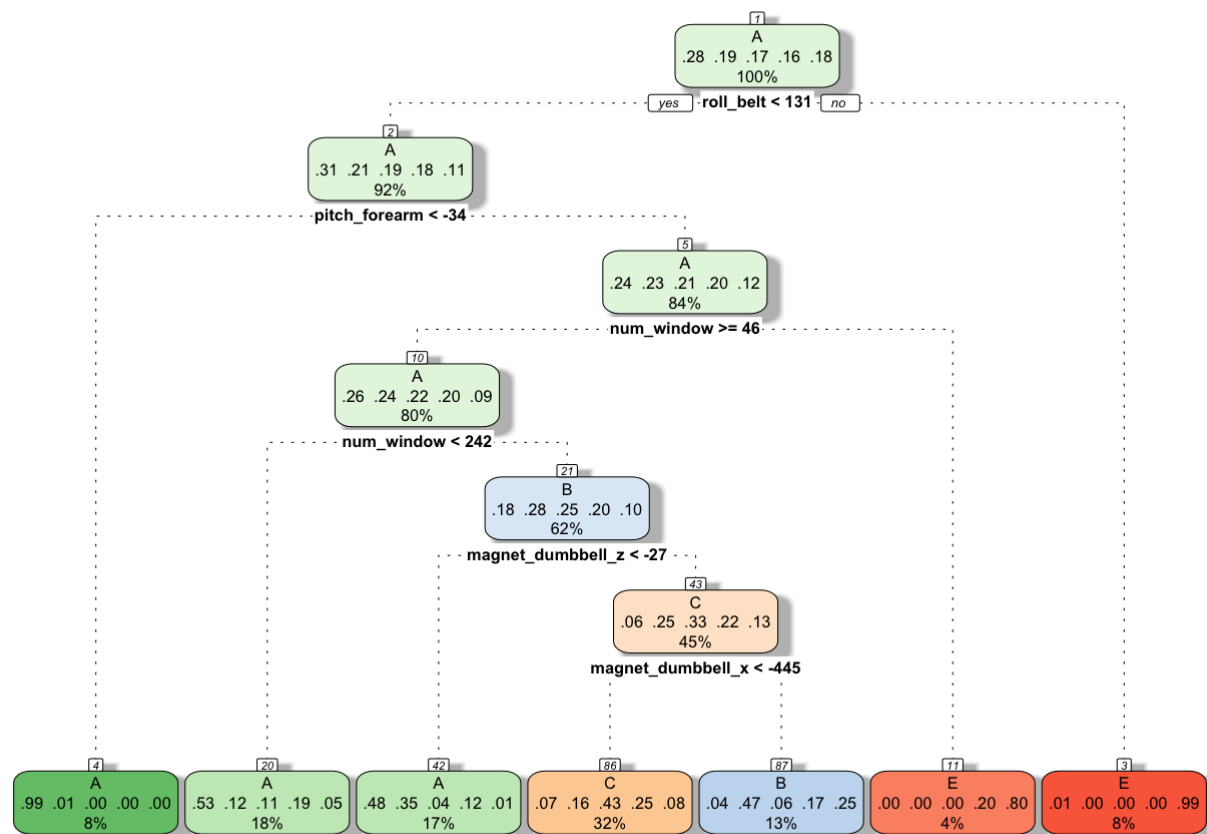 1
A
.28 .19 .17 .16 .18
100%
yes roll_belt < 131 no
2
A
.31 .21 .19 .18 .11
92%
pitch_forearm < -34
5
A
.24 .23 .21 .20 .12
84%
num_window >= 46
10
A
.26 .24 .22 .20 .09
80%
num_window < 242
21
B
.18 .28 .25 .20 .10
62%
magnet_dumbbell_z < -27
43
C
.06 .25 .33 .22 .13
45%
magnet_dumbbell_x < -445
4
A
.99 .01 .00 .00 .00
8%
20
A
.53 .12 .11 .19 .05
18%
42
A
.48 .35 .04 .12 .01
17%
86
C
.07 .16 .43 .25 .08
32%
87
B
.04 .47 .06 .17 .25
13%
11
E
.00 .00 .00 .20 .80
4%
3
E
.01 .00 .00 .00 .99
8%